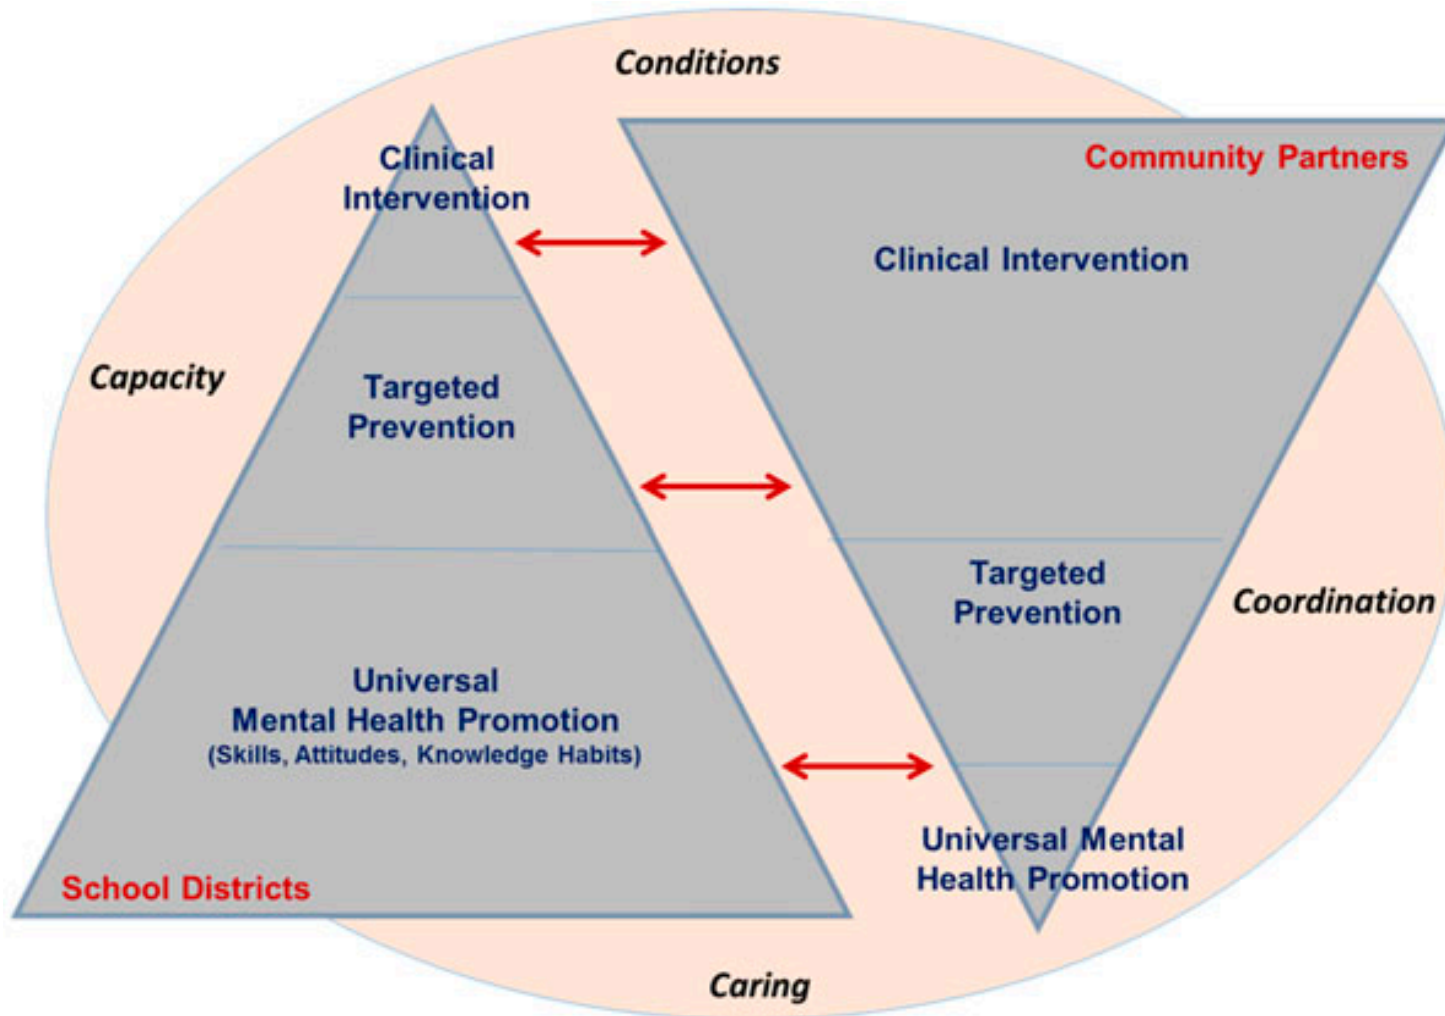 Conditions
Clinical
Intervention
Community Partners
Clinical Intervention
Capacity
Targeted
Prevention
Targeted
Prevention
Coordination
Universal
Mental Health Promotion
(Skills, Attitudes, Knowledge Habits)
Universal Mental
Health Promotion
School Districts
Caring